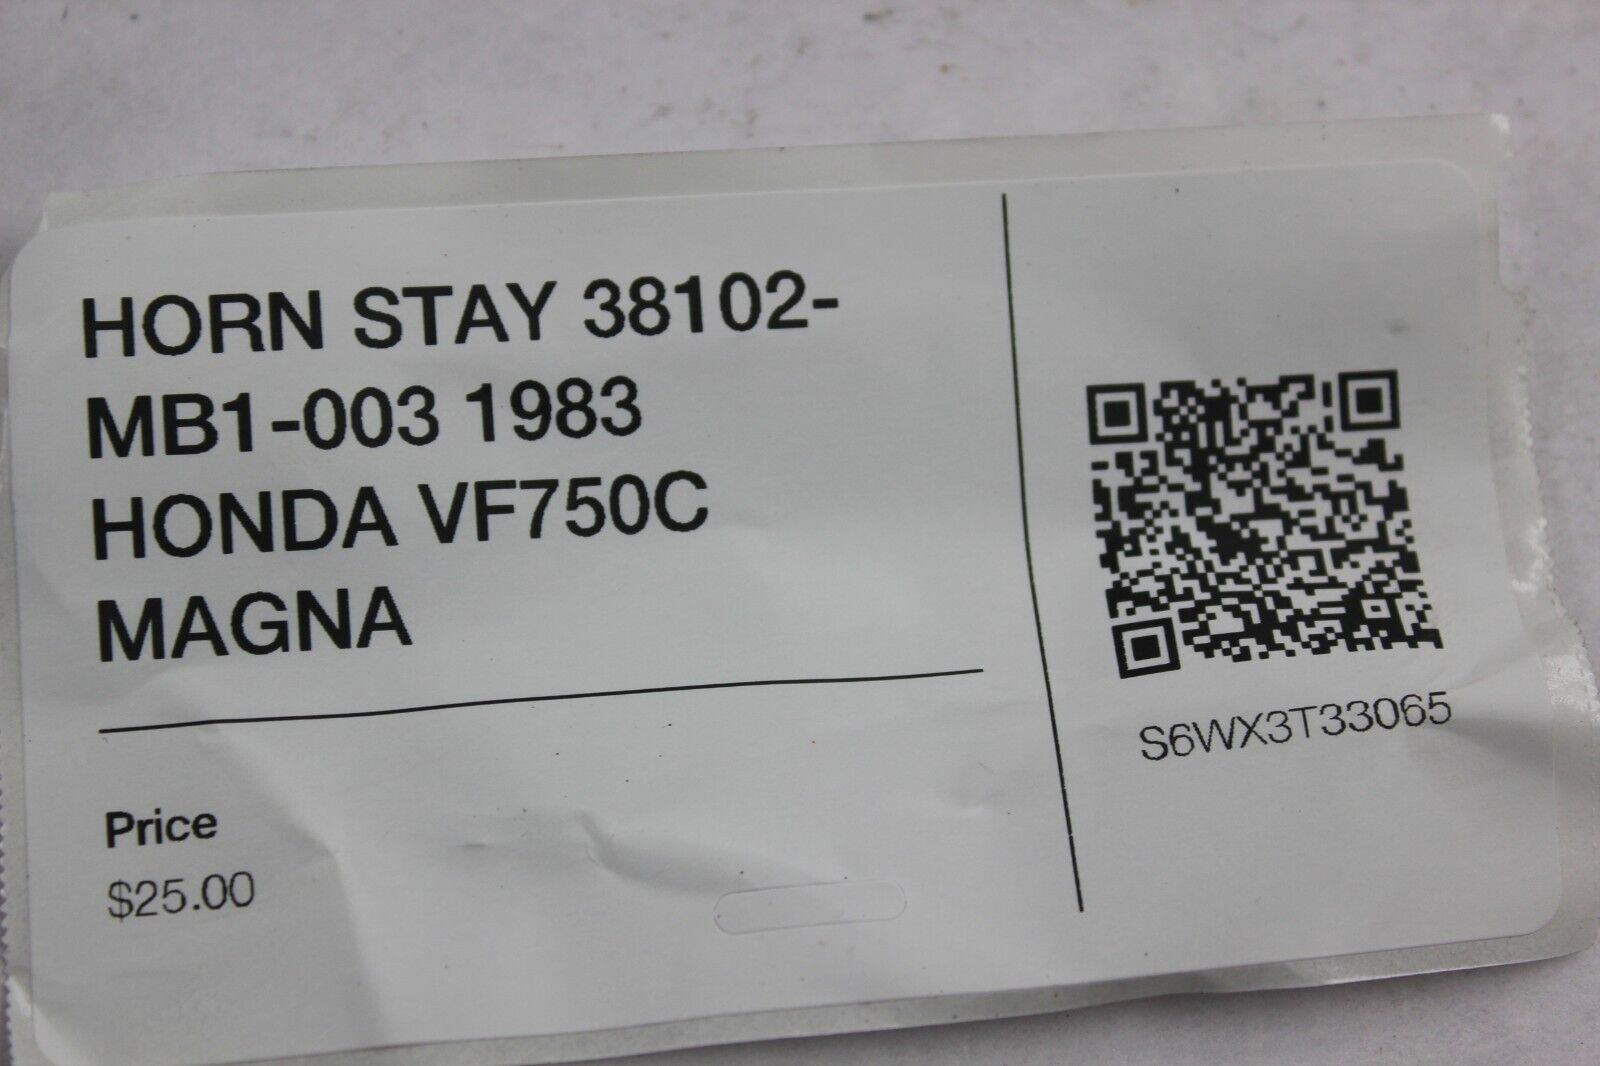 HORN STAY 38102-
MB1-003 1983
HONDA VF750C
MAGNA
Price
$25.00
S6WX3T33065